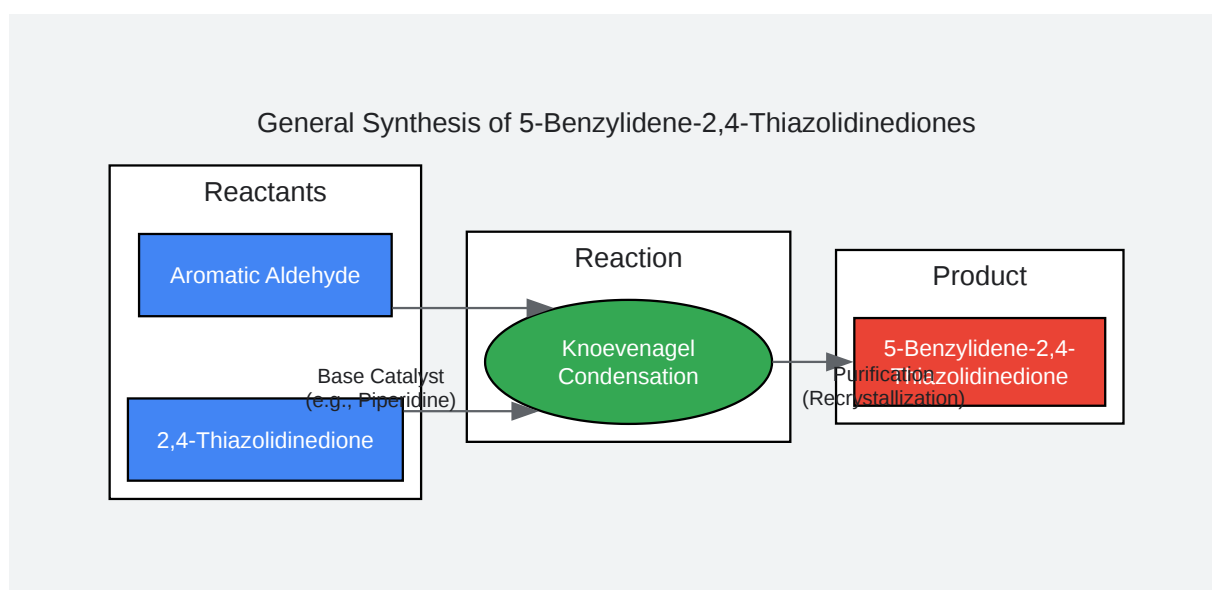 General Synthesis of 5-Benzylidene-2,4-Thiazolidinediones
Reactants
Aromatic Aldehyde
Base Catalyst
(e.g., Piperidine)
2,4-Thiazolidinedione
Reaction
Knoevenagel
Condensation
Product
5-Benzylidene-2,4-
Thiazolidinedione
Purification
(Recrystallization)